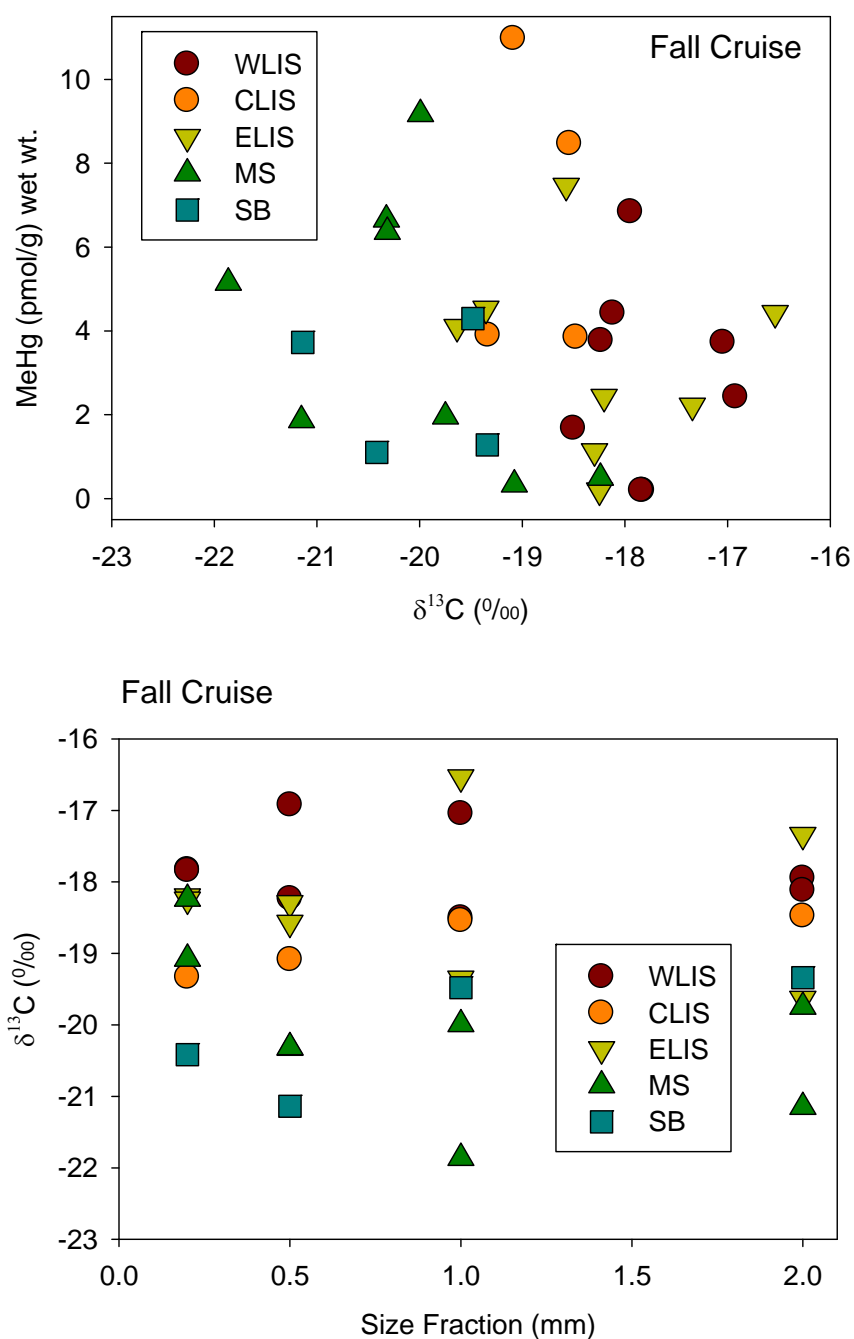 Fall Cruise
WLIS
CLIS
ELIS
MS
SB
MeHg (pmol/g) wet wt.
10
8
6
4
2
0
-23 -22 -21 -20 -19 -18 -17 -16
δ¹³C (⁰/₀₀)
Fall Cruise
δ¹³C (⁰/₀₀)
-16
-17
-18
-19
-20
-21
-22
-23
WLIS
CLIS
ELIS
MS
SB
0.0 0.5 1.0 1.5 2.0
Size Fraction (mm)